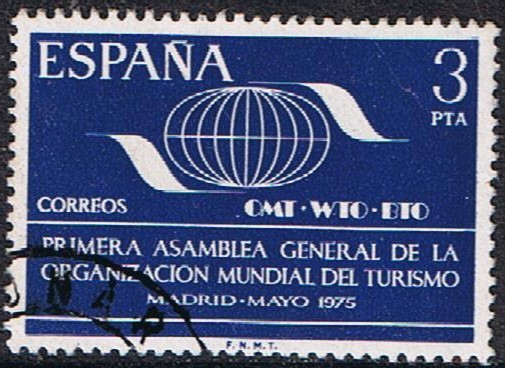 ESPAÑA 3
PTA
CORREOS OMT·WTO·BTO
PRIMERA ASAMBLEA GENERAL DE LA
ORGANIZACION MUNDIAL DEL TURISMO
MADRID·MAYO 1975
F.N.M.T.